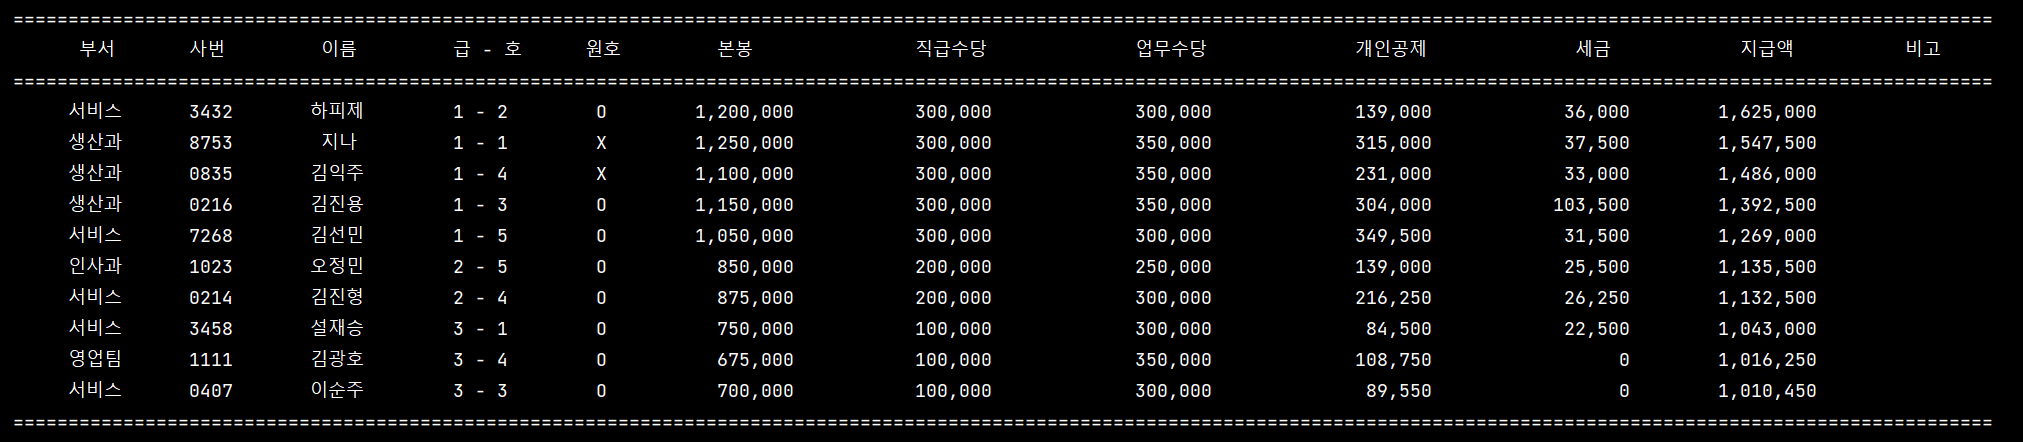 ====================================================================================================================================================================================
부서 사번 이름 급 - 호 원호 본봉 직급수당 업무수당 개인공제 세금 지급액 비고
====================================================================================================================================================================================
서비스 3432 하피제 1 - 2 O 1,200,000 300,000 300,000 139,000 36,000 1,625,000
생산과 8753 지나 1 - 1 X 1,250,000 300,000 350,000 315,000 37,500 1,547,500
생산과 0835 김익주 1 - 4 X 1,100,000 300,000 350,000 231,000 33,000 1,486,000
생산과 0216 김진용 1 - 3 O 1,150,000 300,000 350,000 304,000 103,500 1,392,500
서비스 7268 김선민 1 - 5 O 1,050,000 300,000 300,000 349,500 31,500 1,269,000
인사과 1023 오정민 2 - 5 O 850,000 200,000 250,000 139,000 25,500 1,135,500
서비스 0214 김진형 2 - 4 O 875,000 200,000 300,000 216,250 26,250 1,132,500
서비스 3458 설재승 3 - 1 O 750,000 100,000 300,000 84,500 22,500 1,043,000
영업팀 1111 김광호 3 - 4 O 675,000 100,000 350,000 108,750 0 1,016,250
서비스 0407 이순주 3 - 3 O 700,000 100,000 300,000 89,550 0 1,010,450
====================================================================================================================================================================================